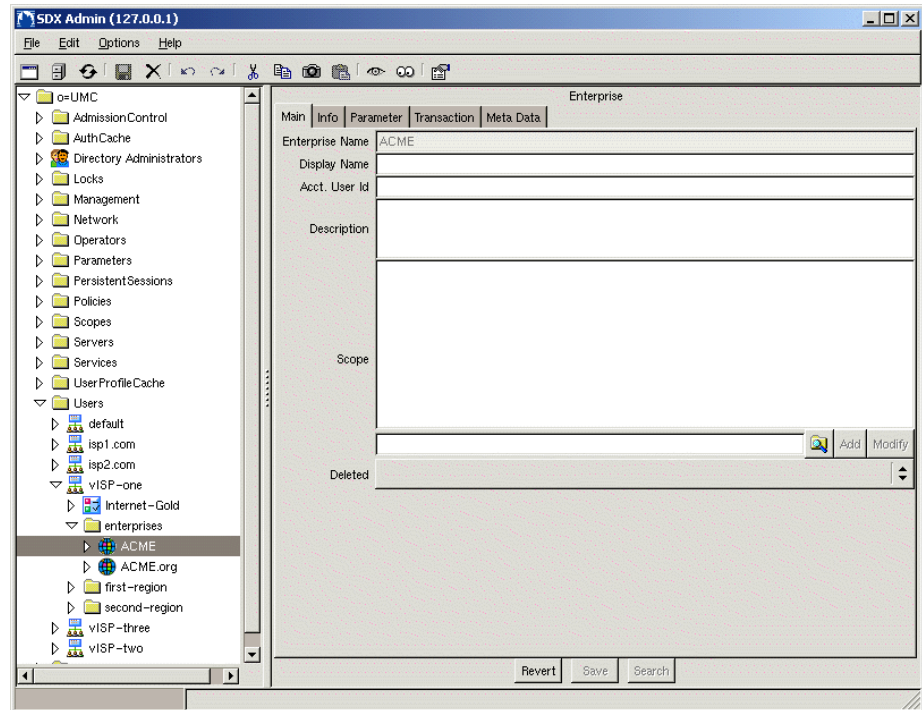 SDX Admin (127.0.0.1)
File Edit Options Help
o=UMC
AdmissionControl
AuthCache
Directory Administrators
Locks
Management
Network
Operators
Parameters
PersistentSessions
Policies
Scopes
Servers
Services
UserProfileCache
Users
default
isp1.com
isp2.com
vISP-one
Internet-Gold
enterprises
ACME
ACME.org
first-region
second-region
vISP-three
vISP-two
Enterprise
Main Info Parameter Transaction Meta Data
Enterprise Name ACME
Display Name
Acct. User Id
Description
Scope
Add Modify
Deleted
Revert Save Search